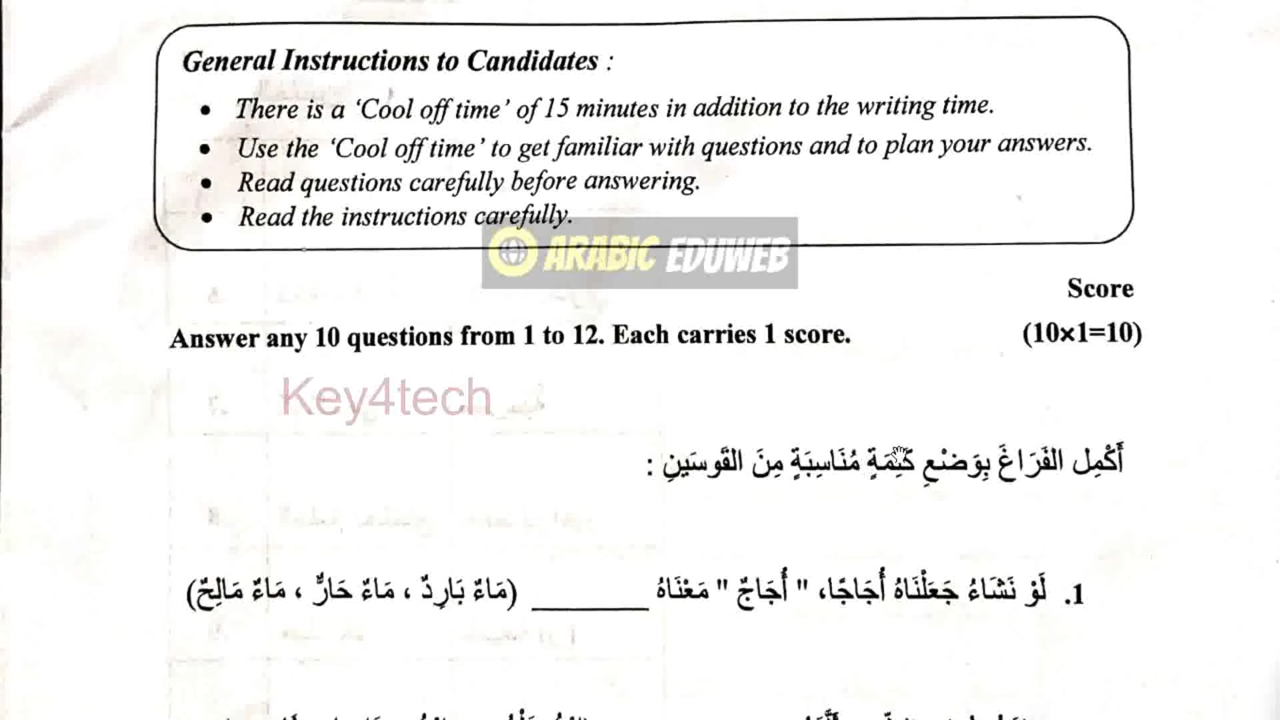 General Instructions to Candidates :
• There is a ‘Cool off time’ of 15 minutes in addition to the writing time.
• Use the ‘Cool off time’ to get familiar with questions and to plan your answers.
• Read questions carefully before answering.
• Read the instructions carefully.
ARABIC EDUWEB
Score
Answer any 10 questions from 1 to 12. Each carries 1 score. (10x1=10)
Key4tech
أَكْمِل الفَرَاغَ بِوَضْعِ كَلِمَةٍ مُنَاسِبَةٍ مِنَ القَوسَينِ :
1. لَوْ نَشَاءُ جَعَلْنَاهُ أُجَاجًا، " أُجَاجٌ " مَعْنَاهُ ________ (مَاءٌ بَارِدٌ ، مَاءٌ حَارٌّ ، مَاءٌ مَالِحٌ)